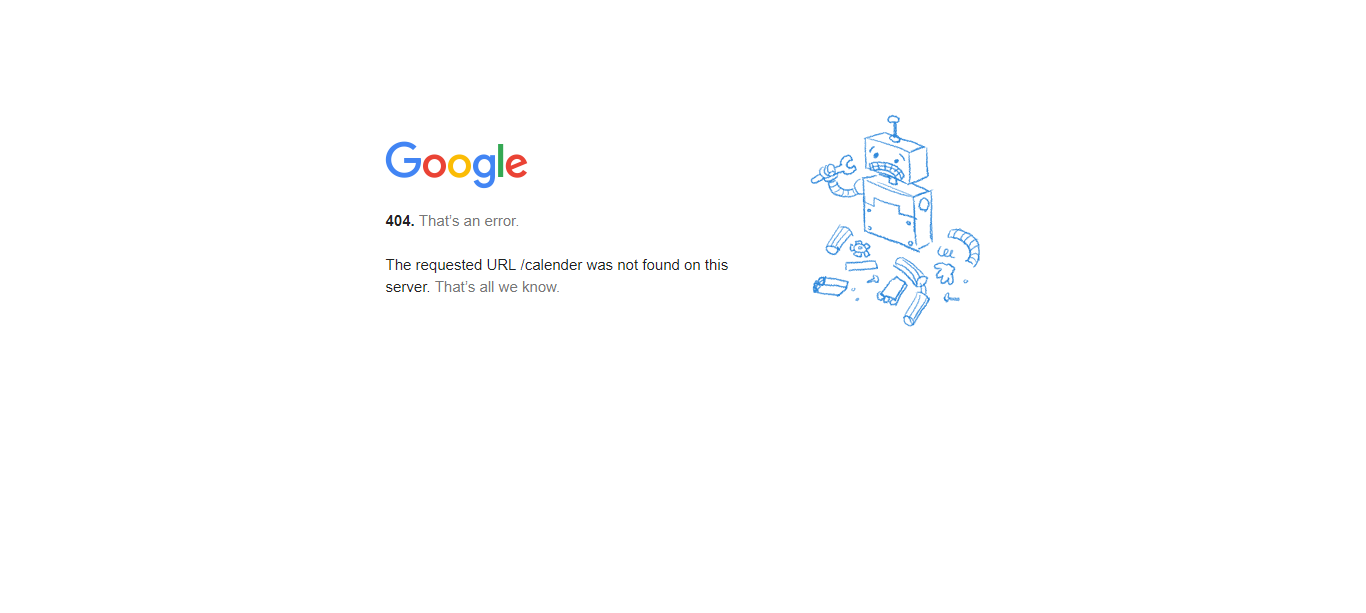 Google
404. That’s an error.
The requested URL /calender was not found on this
server. That’s all we know.